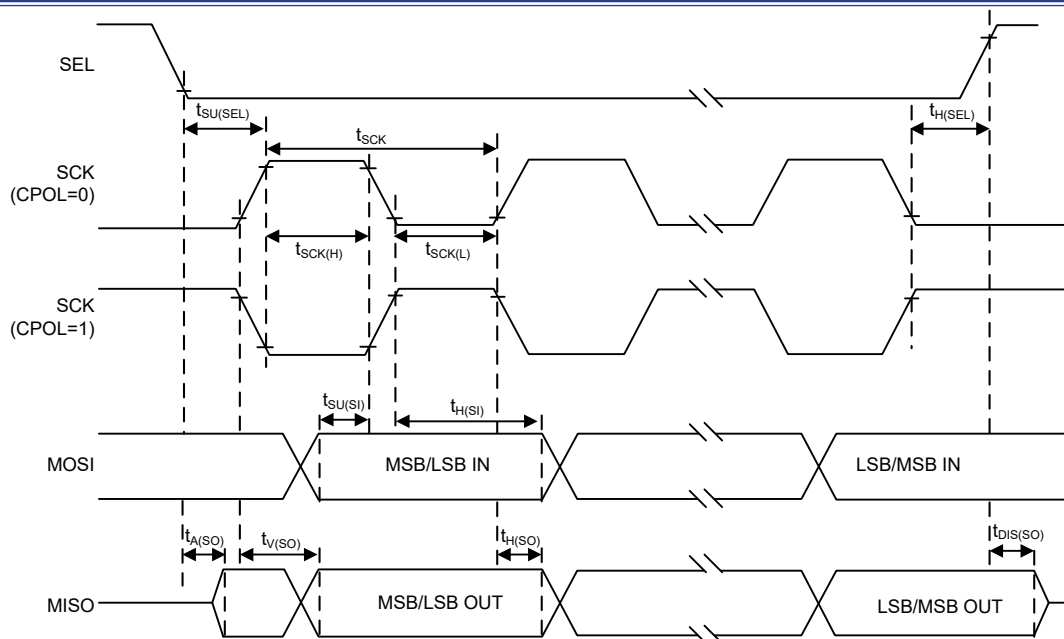 SEL
tSU(SEL)
tH(SEL)
tSCK
SCK
(CPOL=0)
tSCK(H)
tSCK(L)
SCK
(CPOL=1)
tSU(SI)
tH(SI)
MOSI
MSB/LSB IN
LSB/MSB IN
tA(SO)
tV(SO)
tH(SO)
tDIS(SO)
MISO
MSB/LSB OUT
LSB/MSB OUT